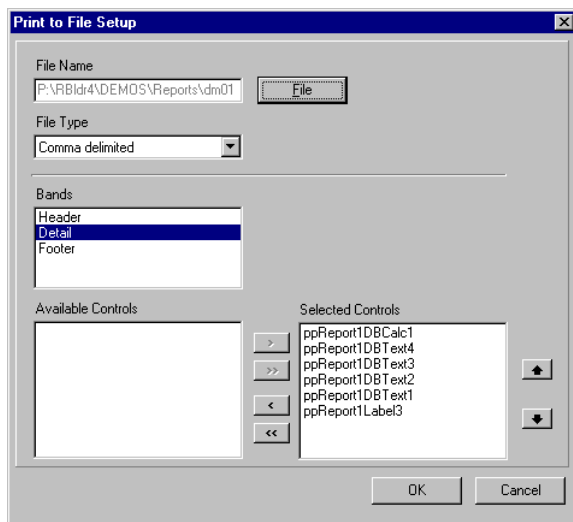 Print to File Setup
File Name
P:\RBldr4\DEMOS\Reports\dm01
File
File Type
Comma delimited
Bands
Header
Detail
Footer
Available Controls
Selected Controls
>
>>
<
<<
ppReport1DBCalc1
ppReport1DBText4
ppReport1DBText3
ppReport1DBText2
ppReport1DBText1
ppReport1Label3
OK
Cancel